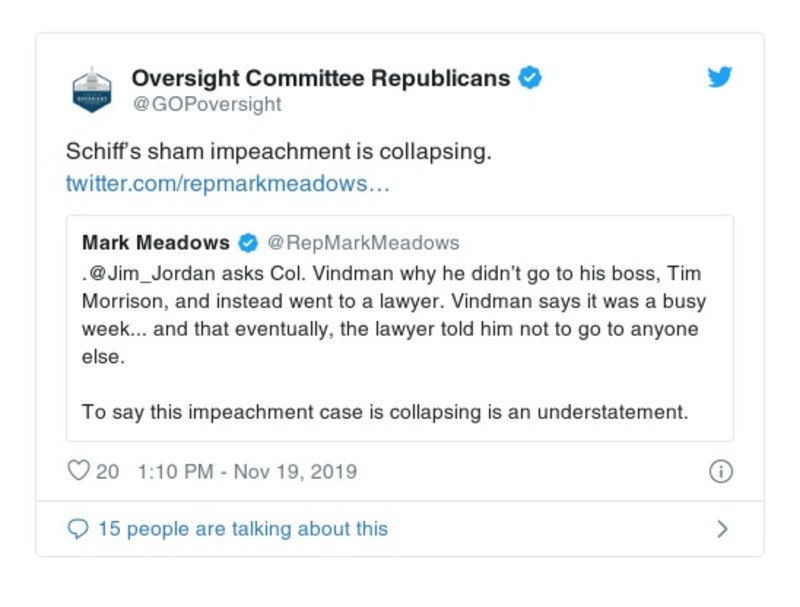 Oversight Committee Republicans
@GOPoversight
Schiff's sham impeachment is collapsing.
twitter.com/repmarkmeadows…
Mark Meadows @RepMarkMeadows
.@Jim_Jordan asks Col. Vindman why he didn't go to his boss, Tim
Morrison, and instead went to a lawyer. Vindman says it was a busy
week... and that eventually, the lawyer told him not to go to anyone
else.
To say this impeachment case is collapsing is an understatement.
20 1:10 PM - Nov 19, 2019
15 people are talking about this